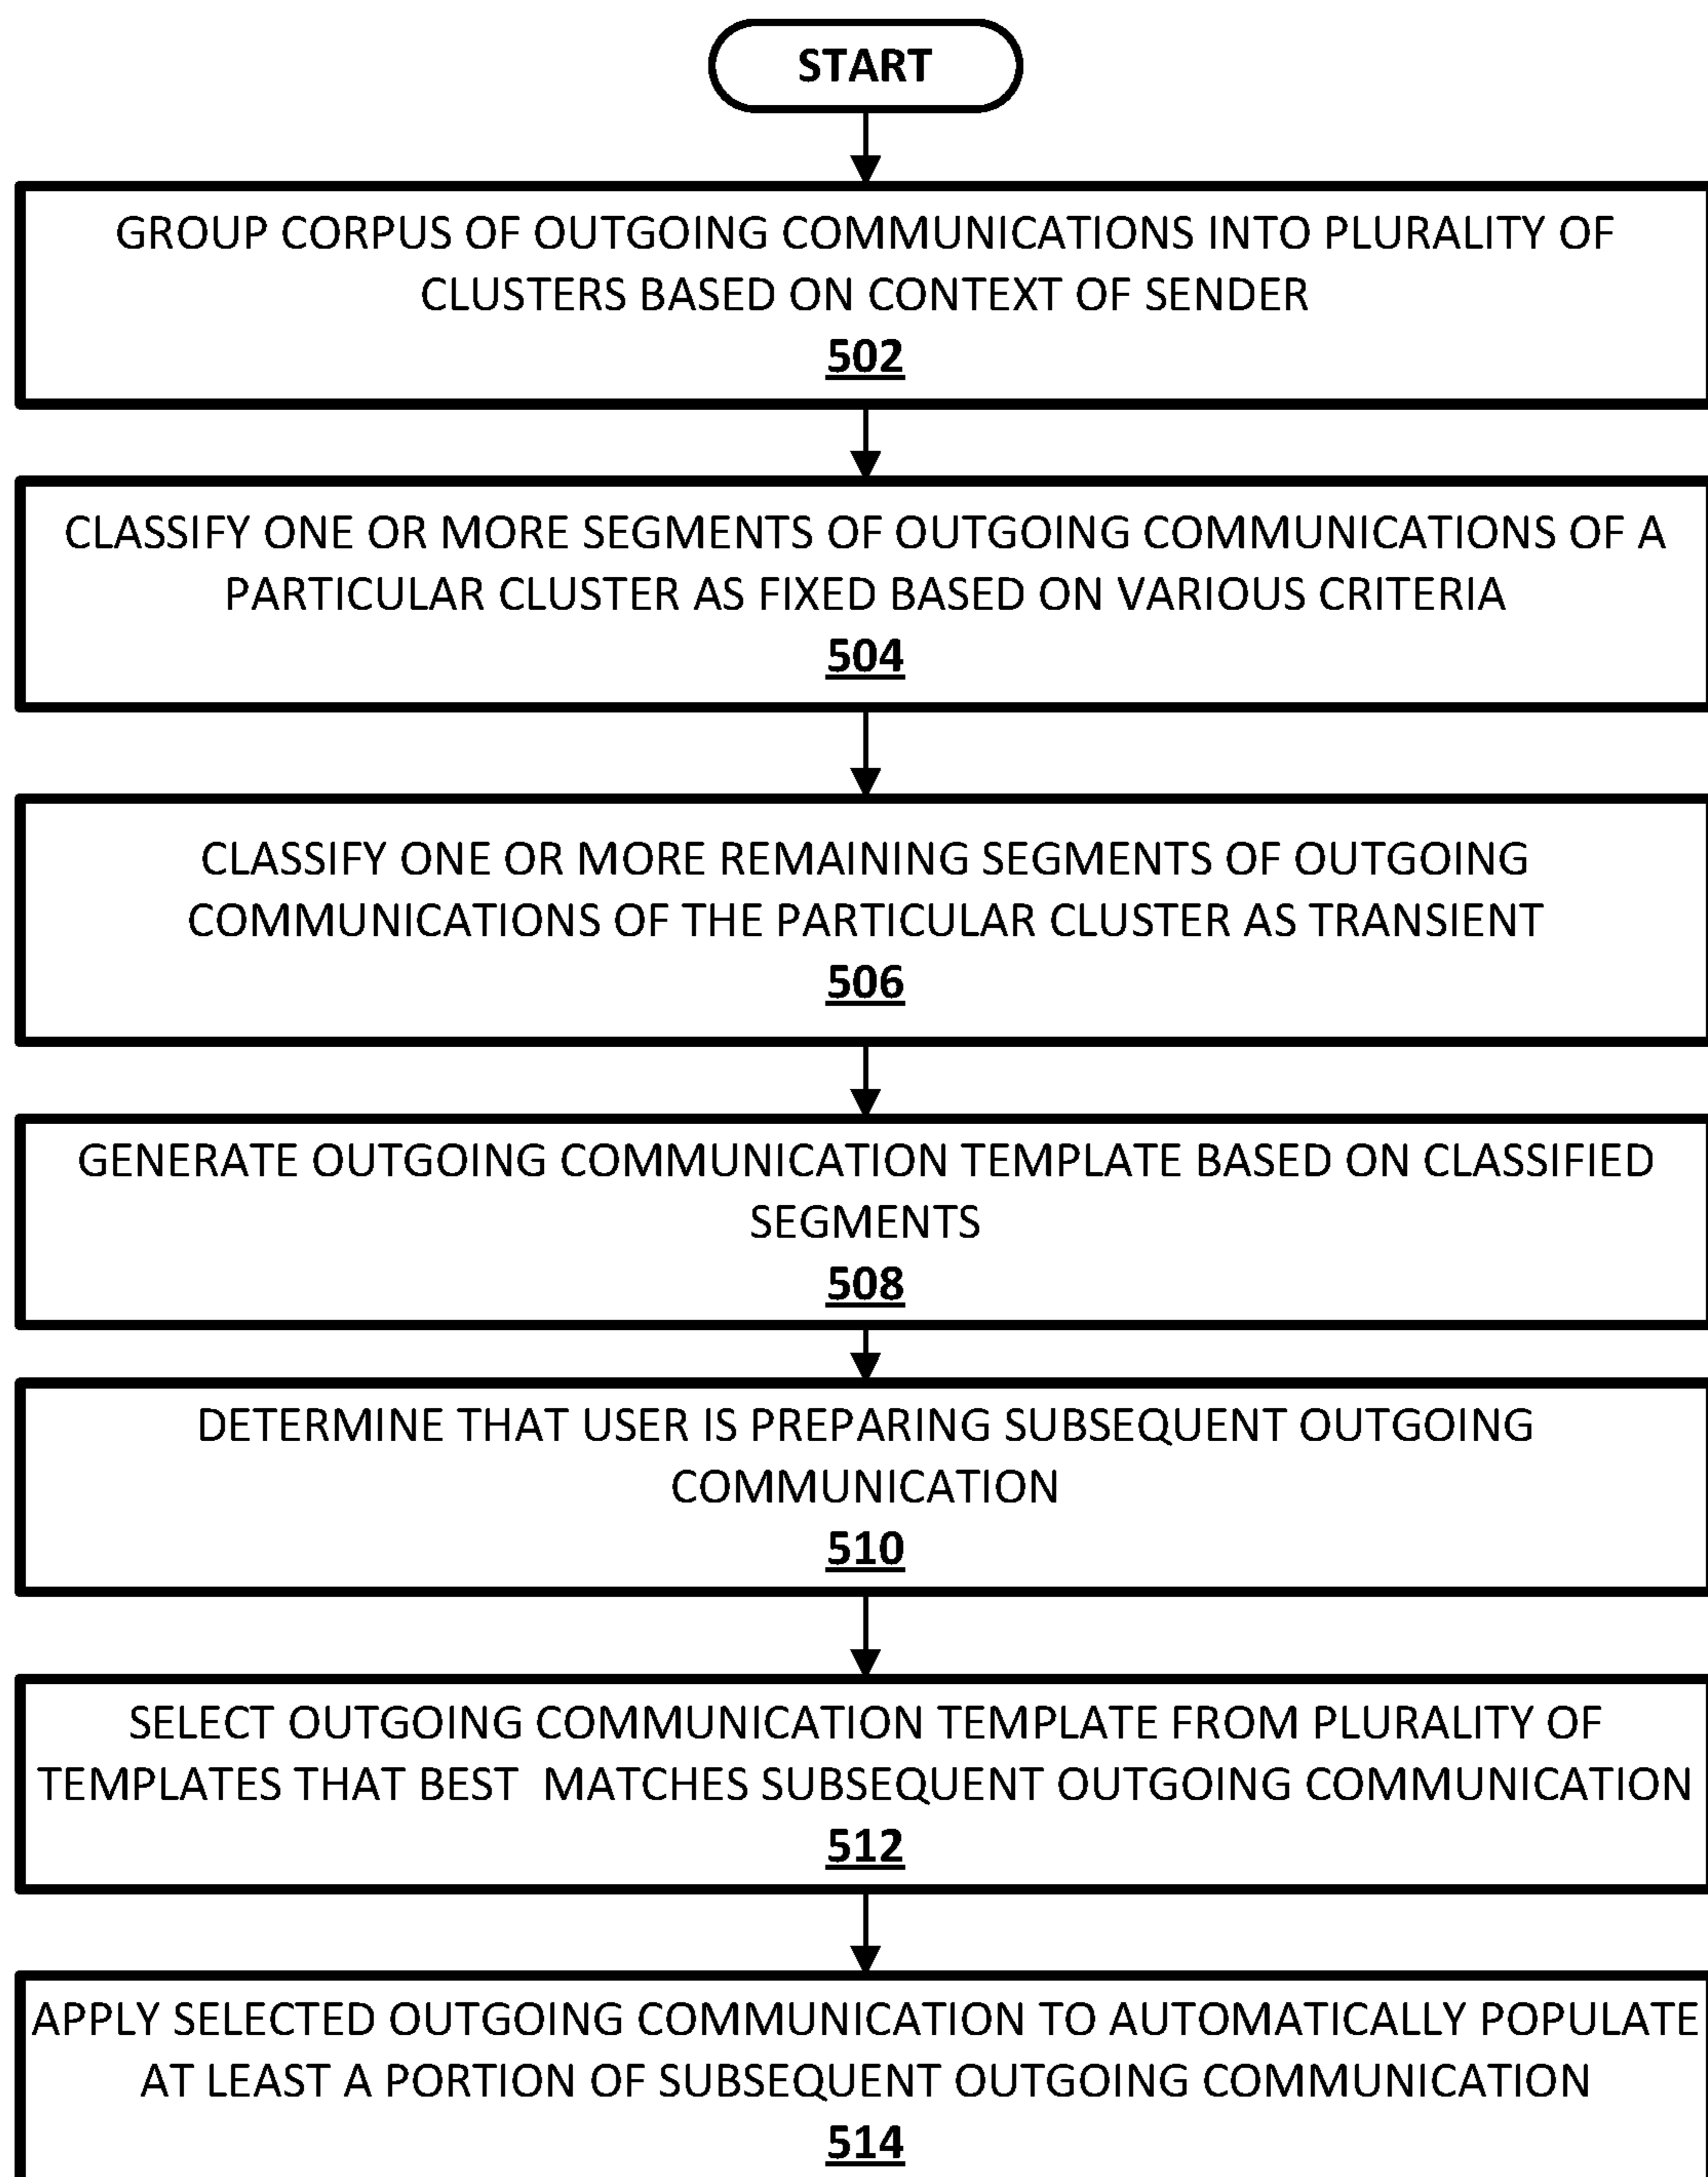 START
GROUP CORPUS OF OUTGOING COMMUNICATIONS INTO PLURALITY OF
CLUSTERS BASED ON CONTEXT OF SENDER
502
CLASSIFY ONE OR MORE SEGMENTS OF OUTGOING COMMUNICATIONS OF A
PARTICULAR CLUSTER AS FIXED BASED ON VARIOUS CRITERIA
504
CLASSIFY ONE OR MORE REMAINING SEGMENTS OF OUTGOING
COMMUNICATIONS OF THE PARTICULAR CLUSTER AS TRANSIENT
506
GENERATE OUTGOING COMMUNICATION TEMPLATE BASED ON CLASSIFIED
SEGMENTS
508
DETERMINE THAT USER IS PREPARING SUBSEQUENT OUTGOING
COMMUNICATION
510
SELECT OUTGOING COMMUNICATION TEMPLATE FROM PLURALITY OF
TEMPLATES THAT BEST  MATCHES SUBSEQUENT OUTGOING COMMUNICATION
512
APPLY SELECTED OUTGOING COMMUNICATION TO AUTOMATICALLY POPULATE
AT LEAST A PORTION OF SUBSEQUENT OUTGOING COMMUNICATION
514